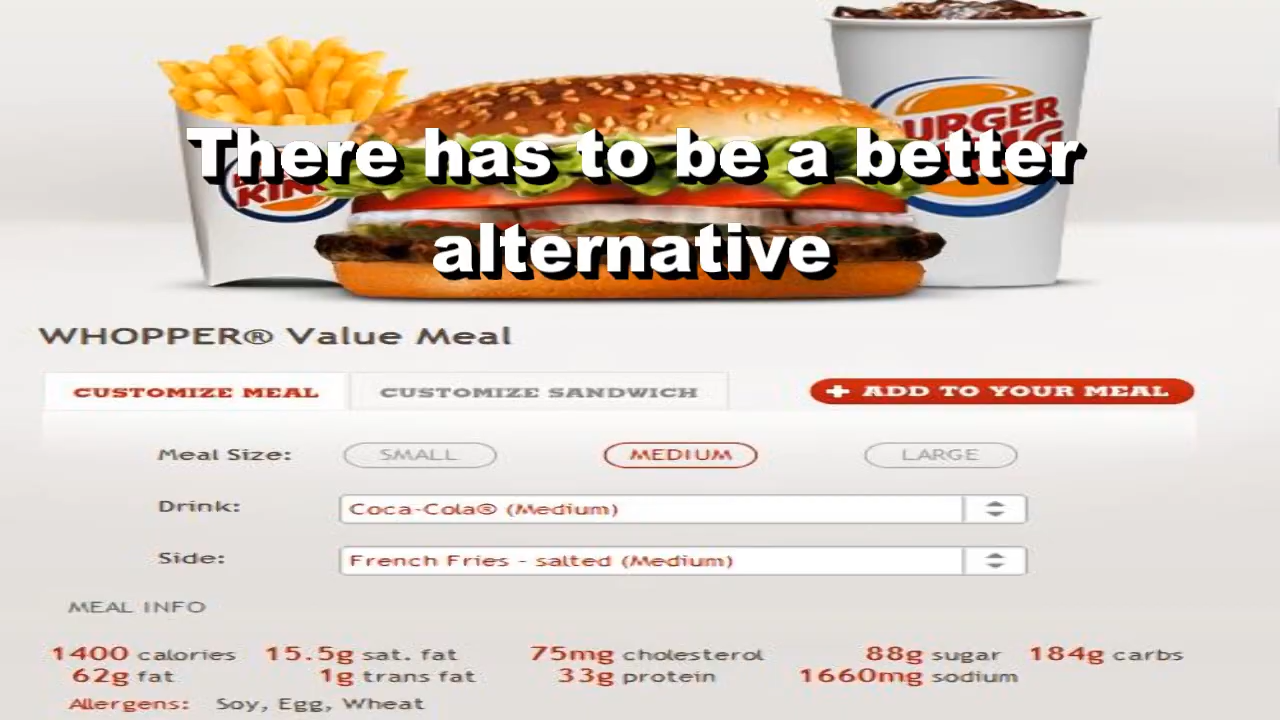 BURGER
KING
KING
There has to be a better
alternative
WHOPPER® Value Meal
CUSTOMIZE MEAL CUSTOMIZE SANDWICH + ADD TO YOUR MEAL
Meal Size: SMALL MEDIUM LARGE
Drink: Coca-Cola® (Medium)
Side: French Fries - salted (Medium)
MEAL INFO
1400 calories 15.5g sat. fat 75mg cholesterol 88g sugar 184g carbs
62g fat 1g trans fat 33g protein 1660mg sodium
Allergens: Soy, Egg, Wheat